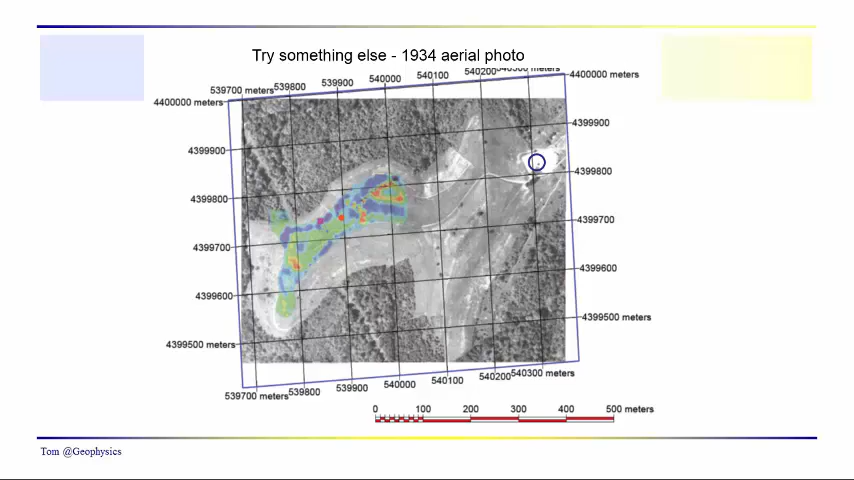 Try something else - 1934 aerial photo
539700 meters 539800 539900 540000 540100 540200 540300 meters
4400000 meters 4400000 meters
4399900 4399900
4399800 4399800
4399700 4399700
4399600 4399600
4399500 meters 4399500 meters
539700 meters 539800 539900 540000 540100 540200 540300 meters
0 100 200 300 400 500 meters
Tom @Geophysics